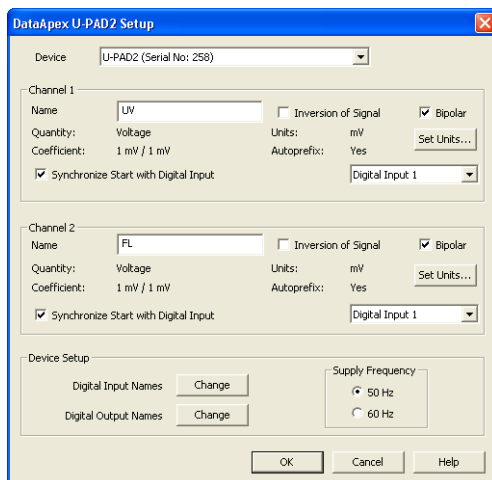 DataApex U-PAD2 Setup
Device U-PAD2 (Serial No: 258)
Channel 1
Name UV Inversion of Signal Bipolar
Quantity: Voltage Units: mV Set Units...
Coefficient: 1 mV / 1 mV Autoprefix: Yes
Synchronize Start with Digital Input Digital Input 1
Channel 2
Name FL Inversion of Signal Bipolar
Quantity: Voltage Units: mV Set Units...
Coefficient: 1 mV / 1 mV Autoprefix: Yes
Synchronize Start with Digital Input Digital Input 1
Device Setup
Supply Frequency
Digital Input Names Change 50 Hz
Digital Output Names Change 60 Hz
OK Cancel Help